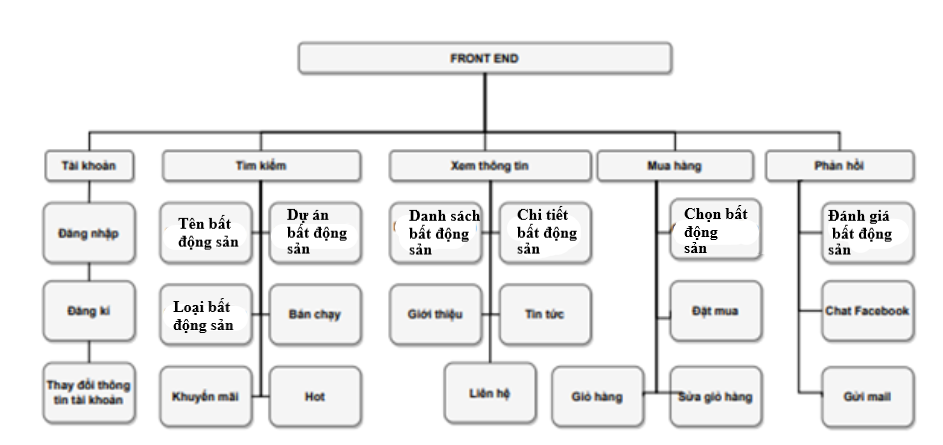 FRONT END
Tài khoản
Tìm kiếm
Xem thông tin
Mua hàng
Phản hồi
Đăng nhập
Tên bất
động sản
Dự án
bất động
sản
Danh sách
bất động
sản
Chi tiết
bất động
sản
Chọn bất
động
sản
Đánh giá
bất động
sản
Đăng kí
Loại bất
động sản
Bán chạy
Giới thiệu
Tin tức
Đặt mua
Chat Facebook
Thay đổi thông
tin tài khoản
Khuyến mãi
Hot
Liên hệ
Giỏ hàng
Sửa giỏ hàng
Gửi mail